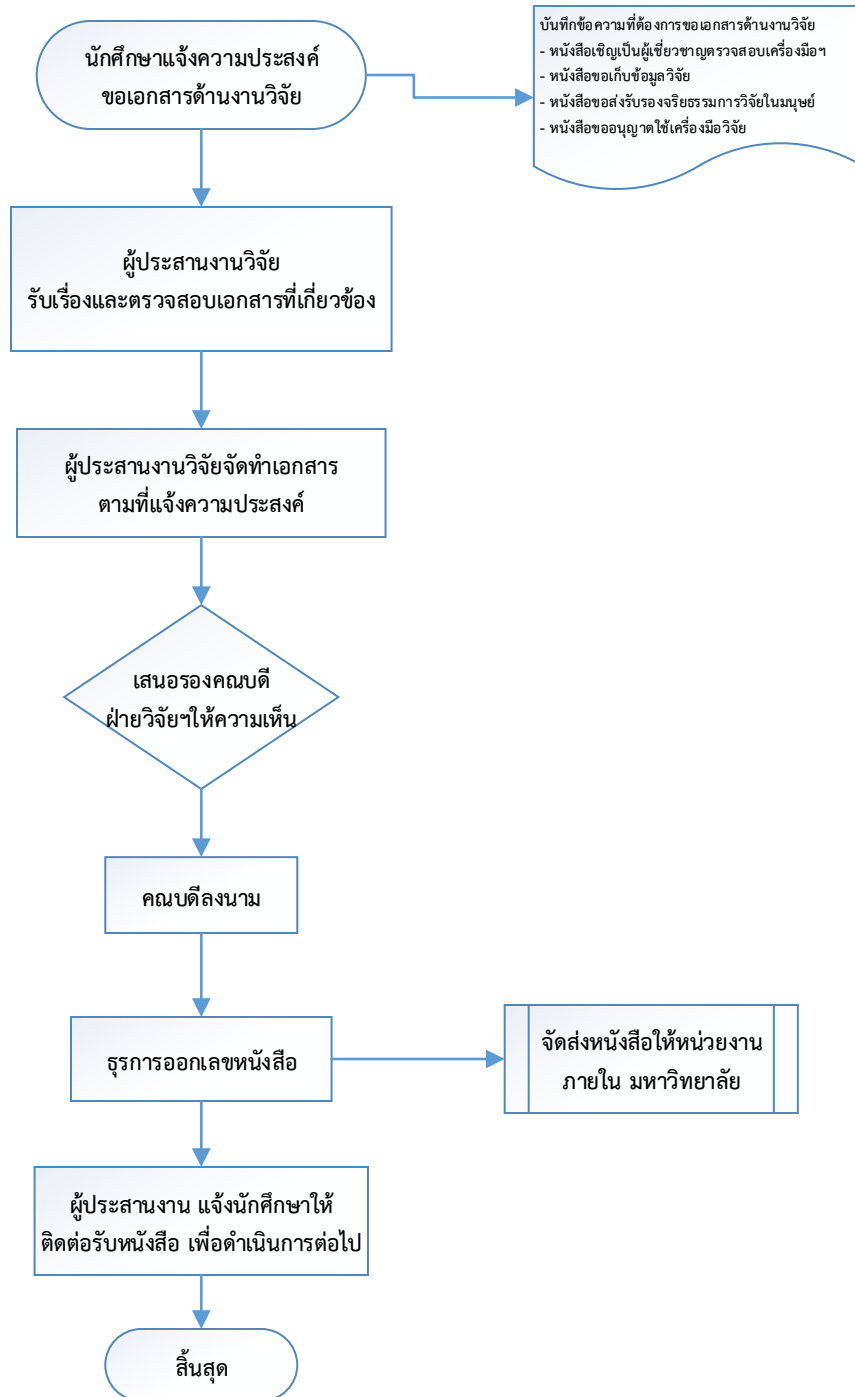 นักศึกษาแจ้งความประสงค์
ขอเอกสารด้านงานวิจัย
บันทึกข้อความที่ต้องการขอเอกสารด้านงานวิจัย
- หนังสือเชิญเป็นผู้เชี่ยวชาญตรวจสอบเครื่องมือฯ
- หนังสือขอเก็บข้อมูลวิจัย
- หนังสือขอส่งรับรองจริยธรรมการวิจัยในมนุษย์
- หนังสือขออนุญาตใช้เครื่องมือวิจัย
ผู้ประสานงานวิจัย
รับเรื่องและตรวจสอบเอกสารที่เกี่ยวข้อง
ผู้ประสานงานวิจัยจัดทำเอกสาร
ตามที่แจ้งความประสงค์
เสนอรองคณบดี
ฝ่ายวิจัยฯให้ความเห็น
คณบดีลงนาม
ธุรการออกเลขหนังสือ
จัดส่งหนังสือให้หน่วยงาน
ภายใน มหาวิทยาลัย
ผู้ประสานงาน แจ้งนักศึกษาให้
ติดต่อรับหนังสือ เพื่อดำเนินการต่อไป
สิ้นสุด